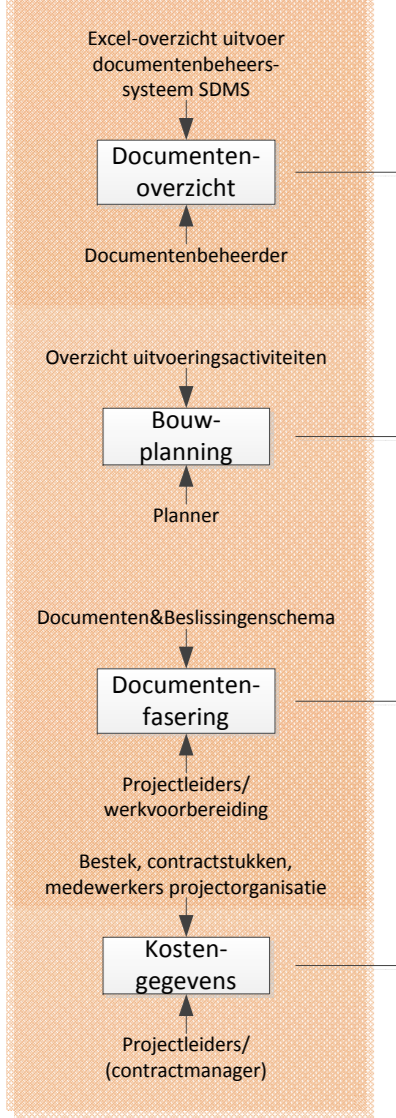 Excel-overzicht uitvoer
documentenbeheers-
systeem SDMS
Documenten-
overzicht
Documentenbeheerder
Overzicht uitvoeringsactiviteiten
Bouw-
planning
Planner
Documenten&Beslissingenschema
Documenten-
fasering
Projectleiders/
werkvoorbereiding
Bestek, contractstukken,
medewerkers projectorganisatie
Kosten-
gegevens
Projectleiders/
(contractmanager)